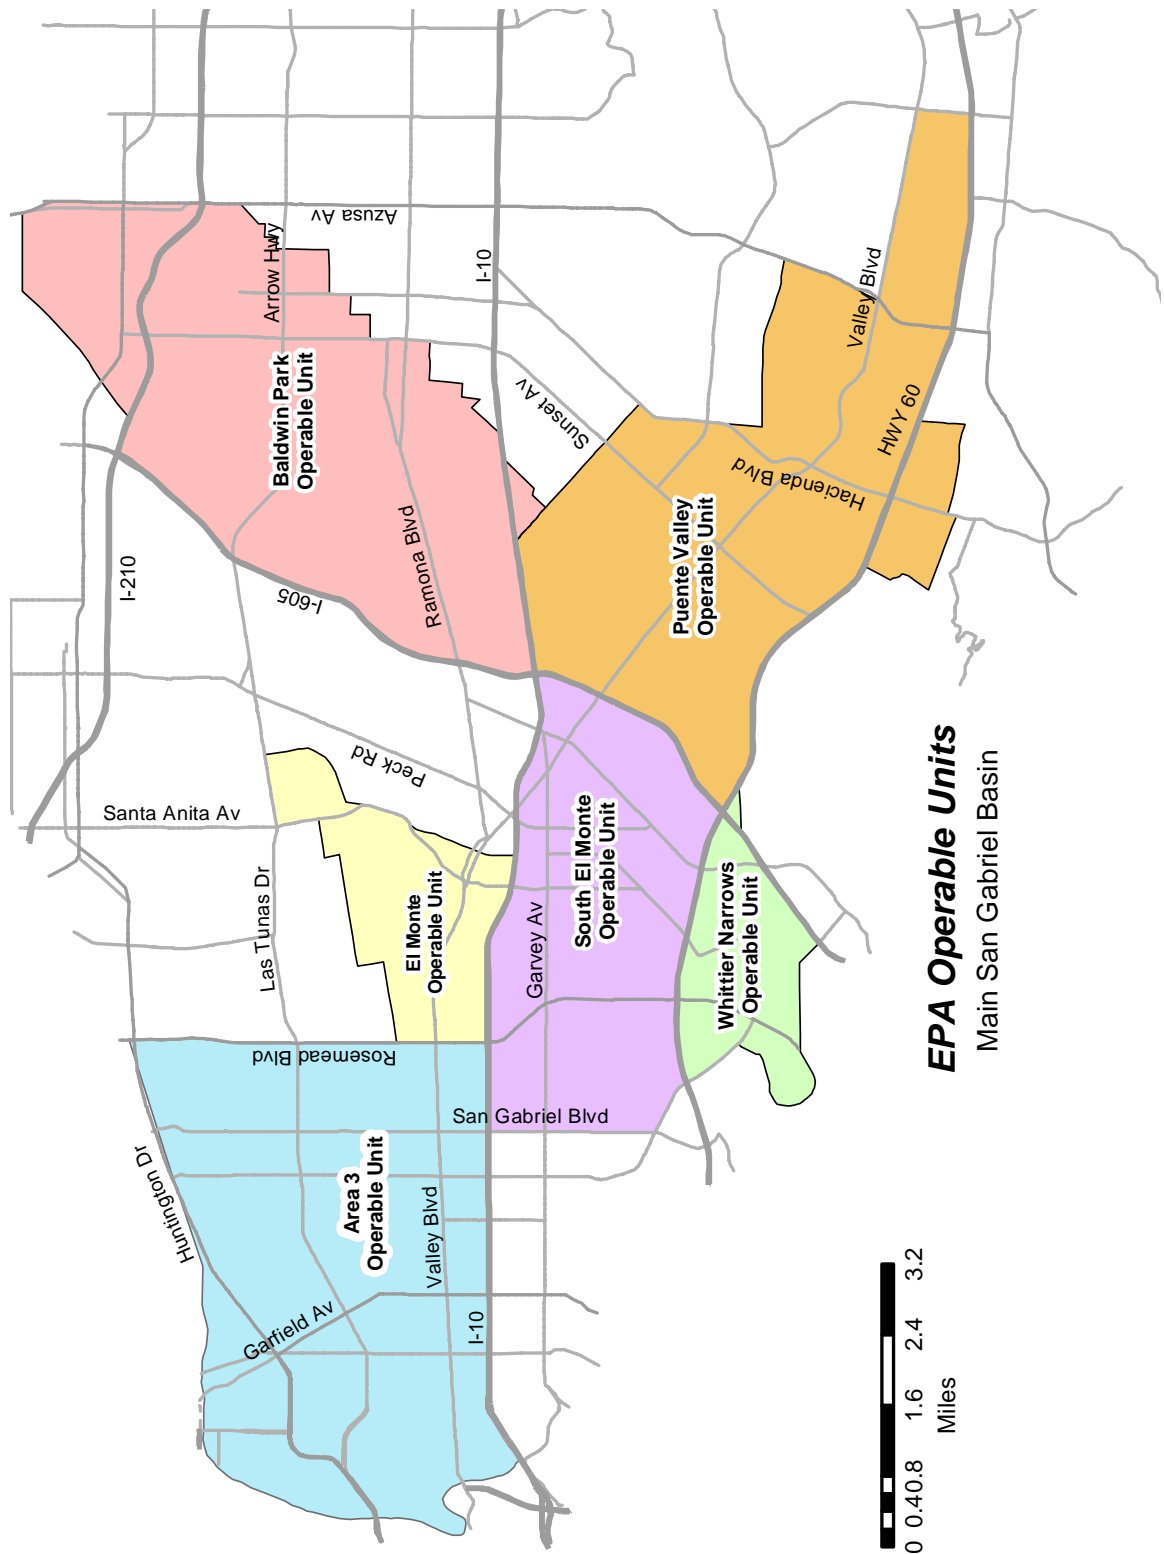 Huntington Dr
Santa Anita Av
I-210
Las Tunas Dr
Rosemead Blvd
Garfield Av
Area 3
Operable Unit
Valley Blvd
I-10
San Gabriel Blvd
El Monte
Operable Unit
Peck Rd
I-605
Ramona Blvd
Baldwin Park
Operable Unit
Arrow Hwy
Azusa Av
I-10
Garvey Av
South El Monte
Operable Unit
Sunset Av
Puente Valley
Operable Unit
Hacienda Blvd
Valley Blvd
HWY 60
Whittier Narrows
Operable Unit
EPA Operable Units
Main San Gabriel Basin
0 0.4 0.8 1.6 2.4 3.2
Miles